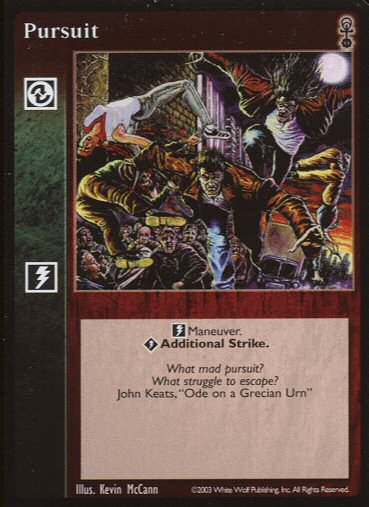 Pursuit
Maneuver.
Additional Strike.
What mad pursuit?
What struggle to escape?
John Keats, "Ode on a Grecian Urn"
Illus. Kevin McCann
©2003 White Wolf Publishing, Inc. All Rights Reserved.